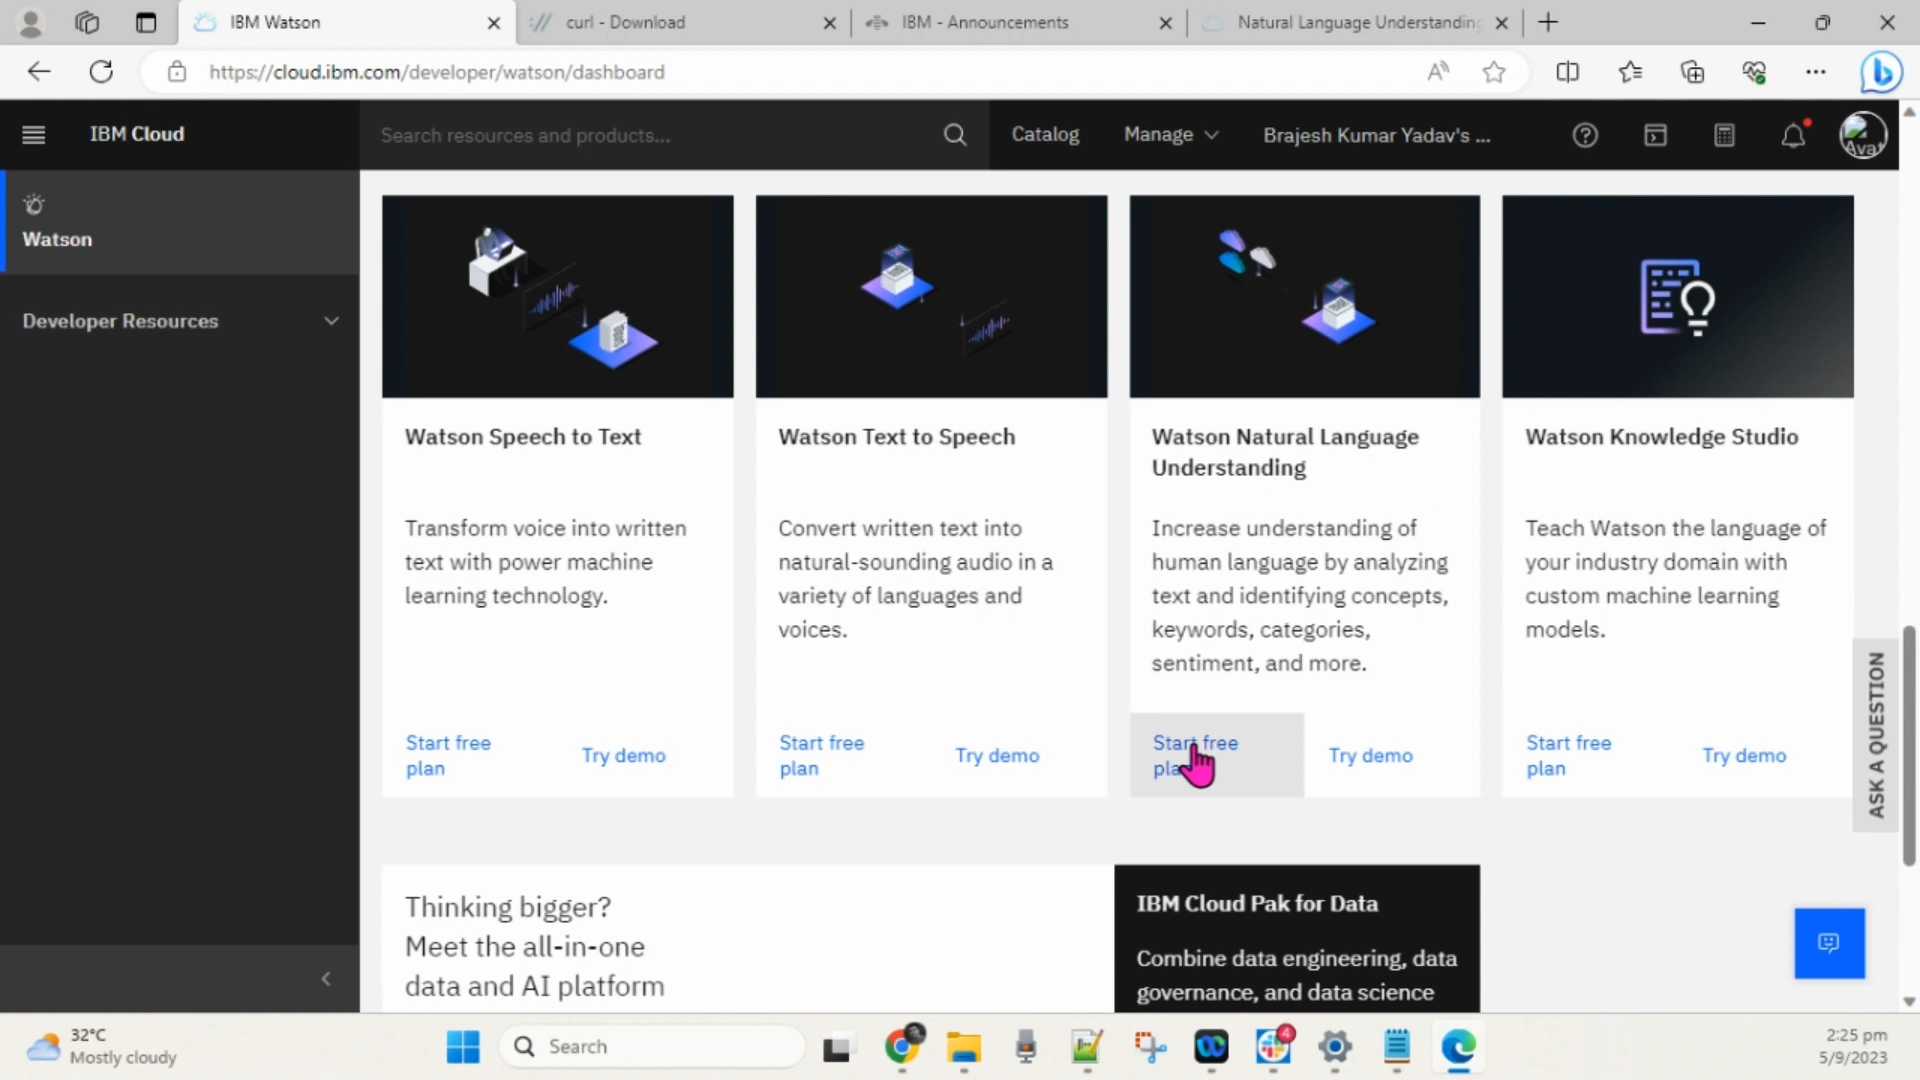 IBM Watson
curl - Download
IBM - Announcements
Natural Language Understanding
https://cloud.ibm.com/developer/watson/dashboard
IBM Cloud
Search resources and products...
Catalog
Manage
Brajesh Kumar Yadav's ...
Avat
Watson
Developer Resources
Watson Speech to Text
Transform voice into written
text with power machine
learning technology.
Start free
plan
Try demo
Watson Text to Speech
Convert written text into
natural-sounding audio in a
variety of languages and
voices.
Start free
plan
Try demo
Watson Natural Language
Understanding
Increase understanding of
human language by analyzing
text and identifying concepts,
keywords, categories,
sentiment, and more.
Start free
plan
Try demo
Watson Knowledge Studio
Teach Watson the language of
your industry domain with
custom machine learning
models.
Start free
plan
Try demo
ASK A QUESTION
Thinking bigger?
Meet the all-in-one
data and AI platform
IBM Cloud Pak for Data
Combine data engineering, data
governance, and data science
32°C
Mostly cloudy
Search
4
2:25 pm
5/9/2023